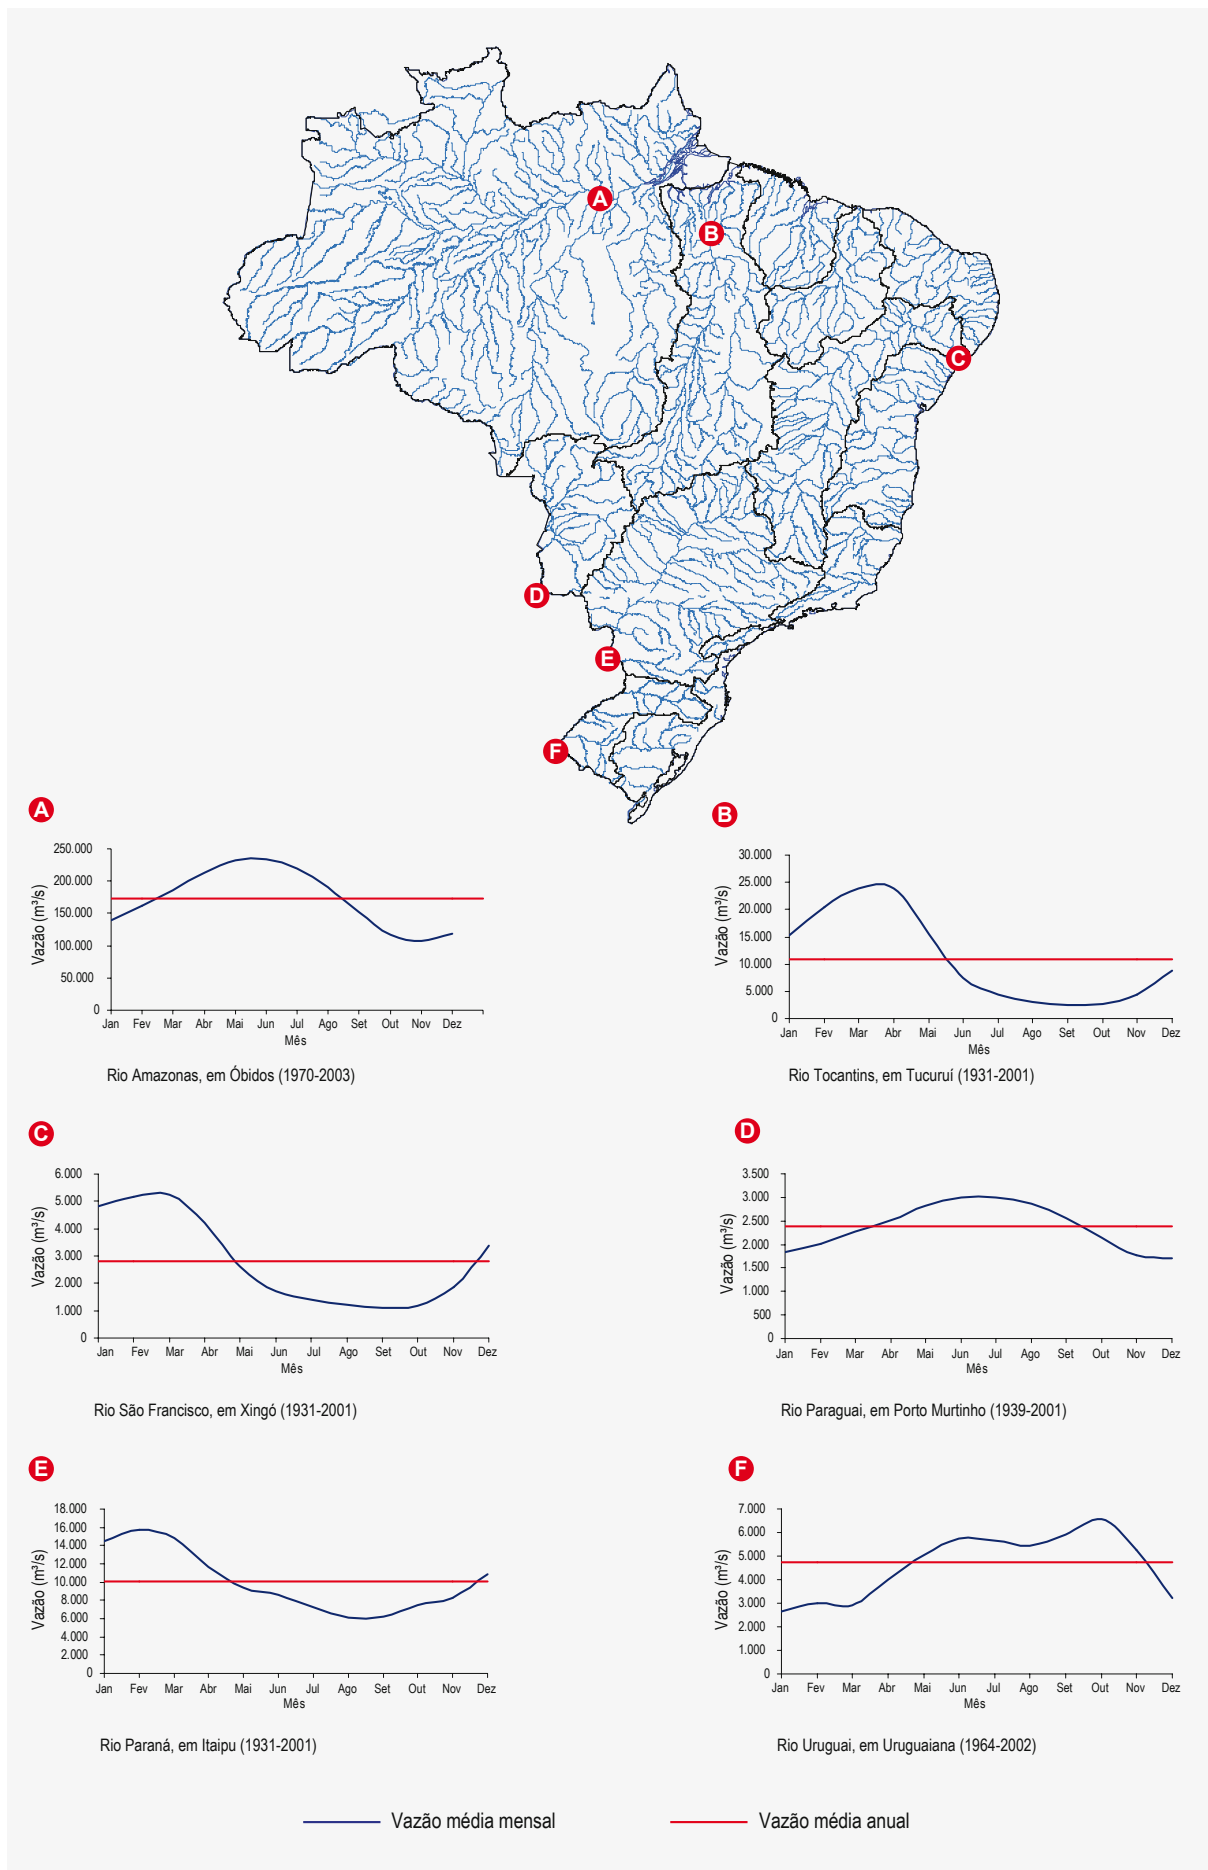 A
B
C
D
E
F
A
250.000
200.000
150.000
100.000
50.000
0
Vazão (m³/s)
Jan Fev Mar Abr Mai Jun Jul Ago Set Out Nov Dez
Mês
Rio Amazonas, em Óbidos (1970-2003)
B
30.000
25.000
20.000
15.000
10.000
5.000
0
Vazão (m³/s)
Jan Fev Mar Abr Mai Jun Jul Ago Set Out Nov Dez
Mês
Rio Tocantins, em Tucuruí (1931-2001)
C
6.000
5.000
4.000
3.000
2.000
1.000
0
Vazão (m³/s)
Jan Fev Mar Abr Mai Jun Jul Ago Set Out Nov Dez
Mês
Rio São Francisco, em Xingó (1931-2001)
D
3.500
3.000
2.500
2.000
1.500
1.000
500
0
Vazão (m³/s)
Jan Fev Mar Abr Mai Jun Jul Ago Set Out Nov Dez
Mês
Rio Paraguai, em Porto Murtinho (1939-2001)
E
18.000
16.000
14.000
12.000
10.000
8.000
6.000
4.000
2.000
0
Vazão (m³/s)
Jan Fev Mar Abr Mai Jun Jul Ago Set Out Nov Dez
Mês
Rio Paraná, em Itaipu (1931-2001)
F
7.000
6.000
5.000
4.000
3.000
2.000
1.000
0
Vazão (m³/s)
Jan Fev Mar Abr Mai Jun Jul Ago Set Out Nov Dez
Mês
Rio Uruguai, em Uruguaiana (1964-2002)
Vazão média mensal
Vazão média anual